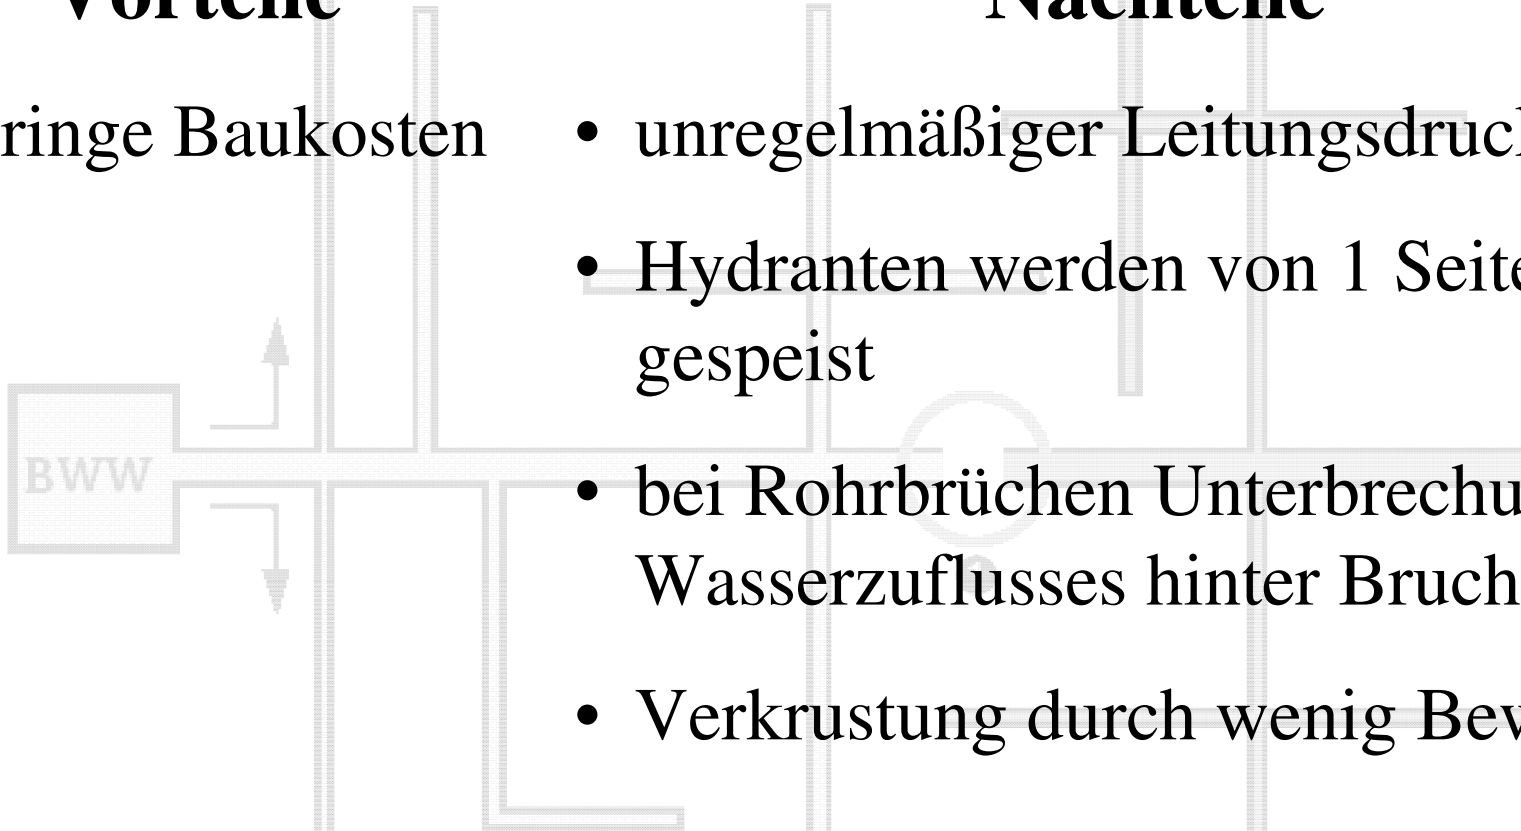 Vorteile
Nachteile
ringe Baukosten
• unregelmäßiger Leitungsdruck
• Hydranten werden von 1 Seite
gespeist
BWW
• bei Rohrbrüchen Unterbrechu
Wasserzuflusses hinter Bruch
• Verkrustung durch wenig Bew